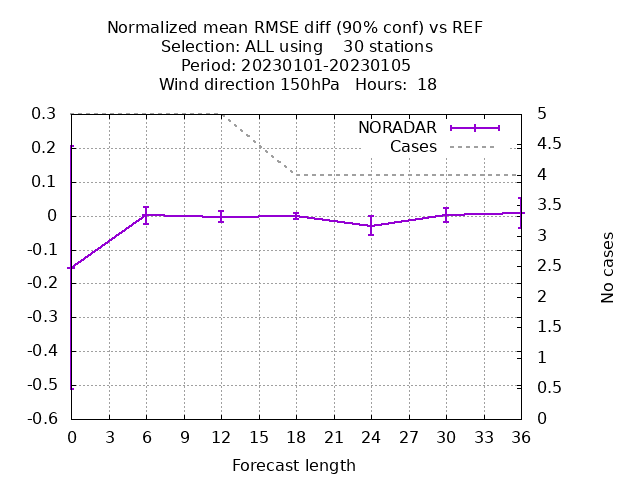 Normalized mean RMSE diff (90% conf) vs REF
Selection: ALL using    30 stations
Period: 20230101-20230105
Wind direction 150hPa   Hours:  18
NORADAR
Cases
0.3
0.2
0.1
0
-0.1
-0.2
-0.3
-0.4
-0.5
-0.6
5
4.5
4
3.5
3
2.5
2
1.5
1
0.5
0
No cases
0 3 6 9 12 15 18 21 24 27 30 33 36
Forecast length